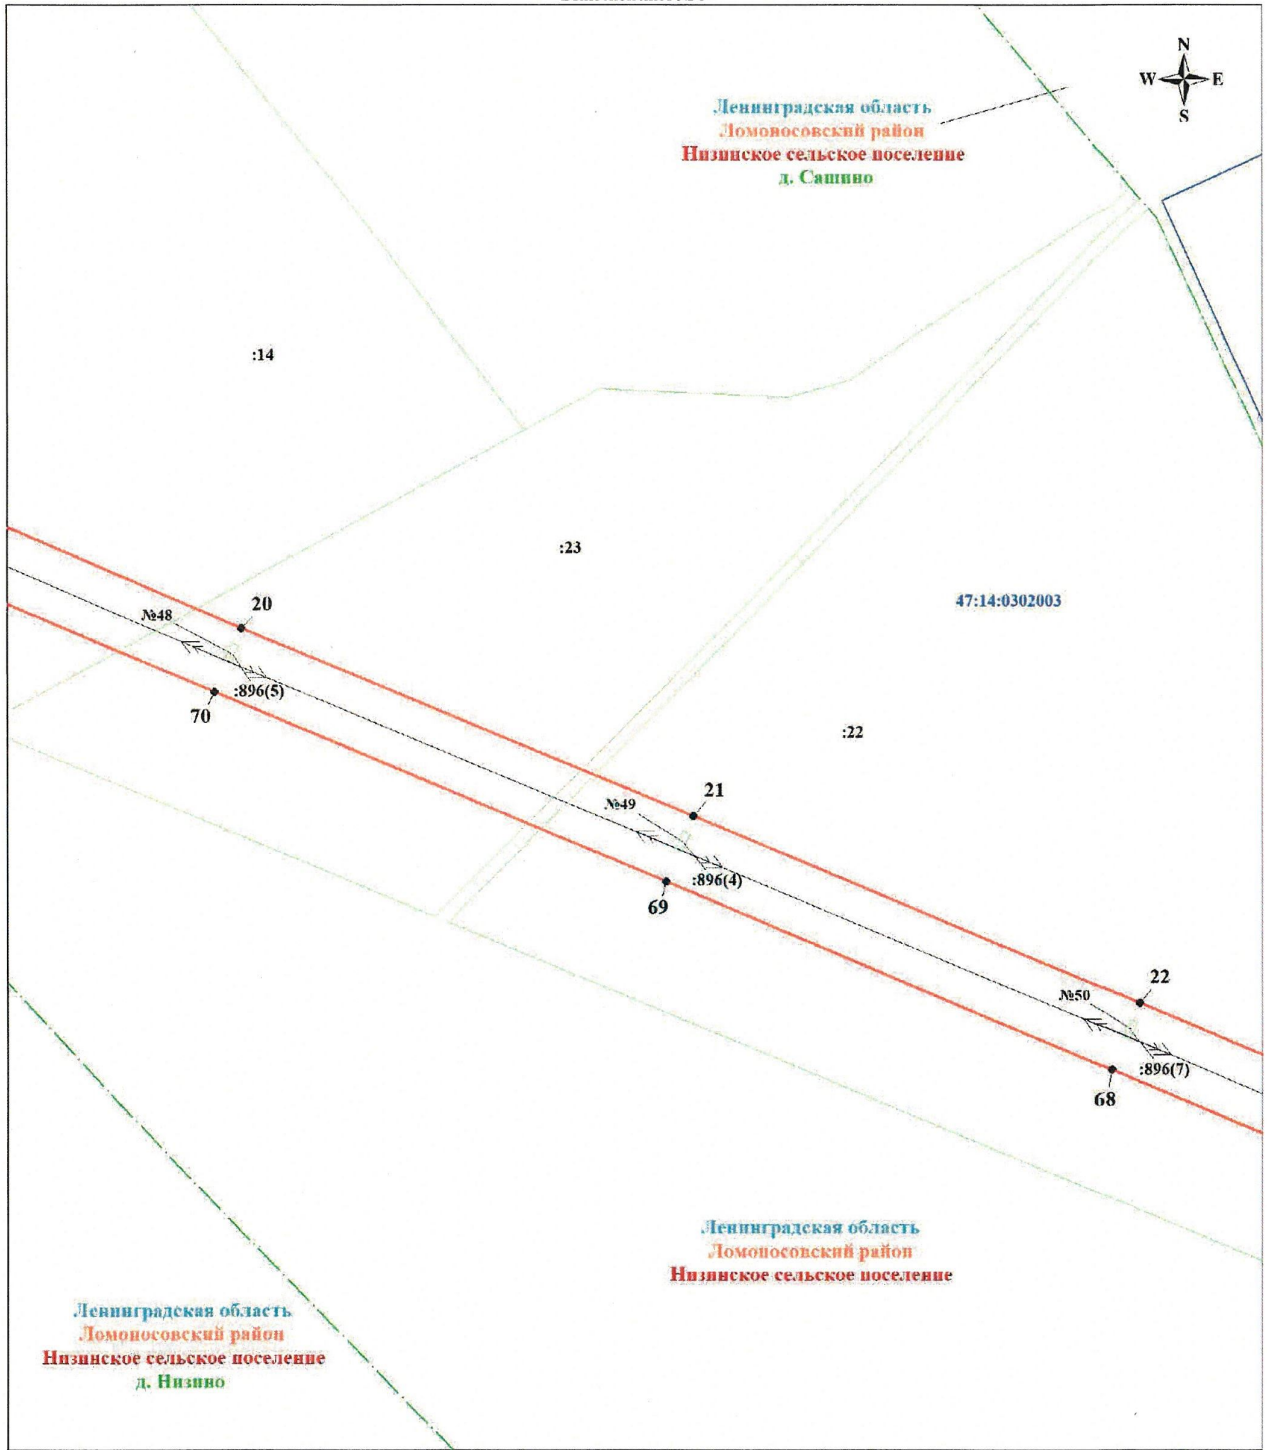 N
W E
S
Ленинградская область
Ломоносовский район
Низинское сельское поселение
д. Сашино
:14
:23
47:14:0302003
20
№48
:896(5)
70
:22
21
№49
:896(4)
69
22
№50
:896(7)
68
Ленинградская область
Ломоносовский район
Низинское сельское поселение
Ленинградская область
Ломоносовский район
Низинское сельское поселение
д. Низино